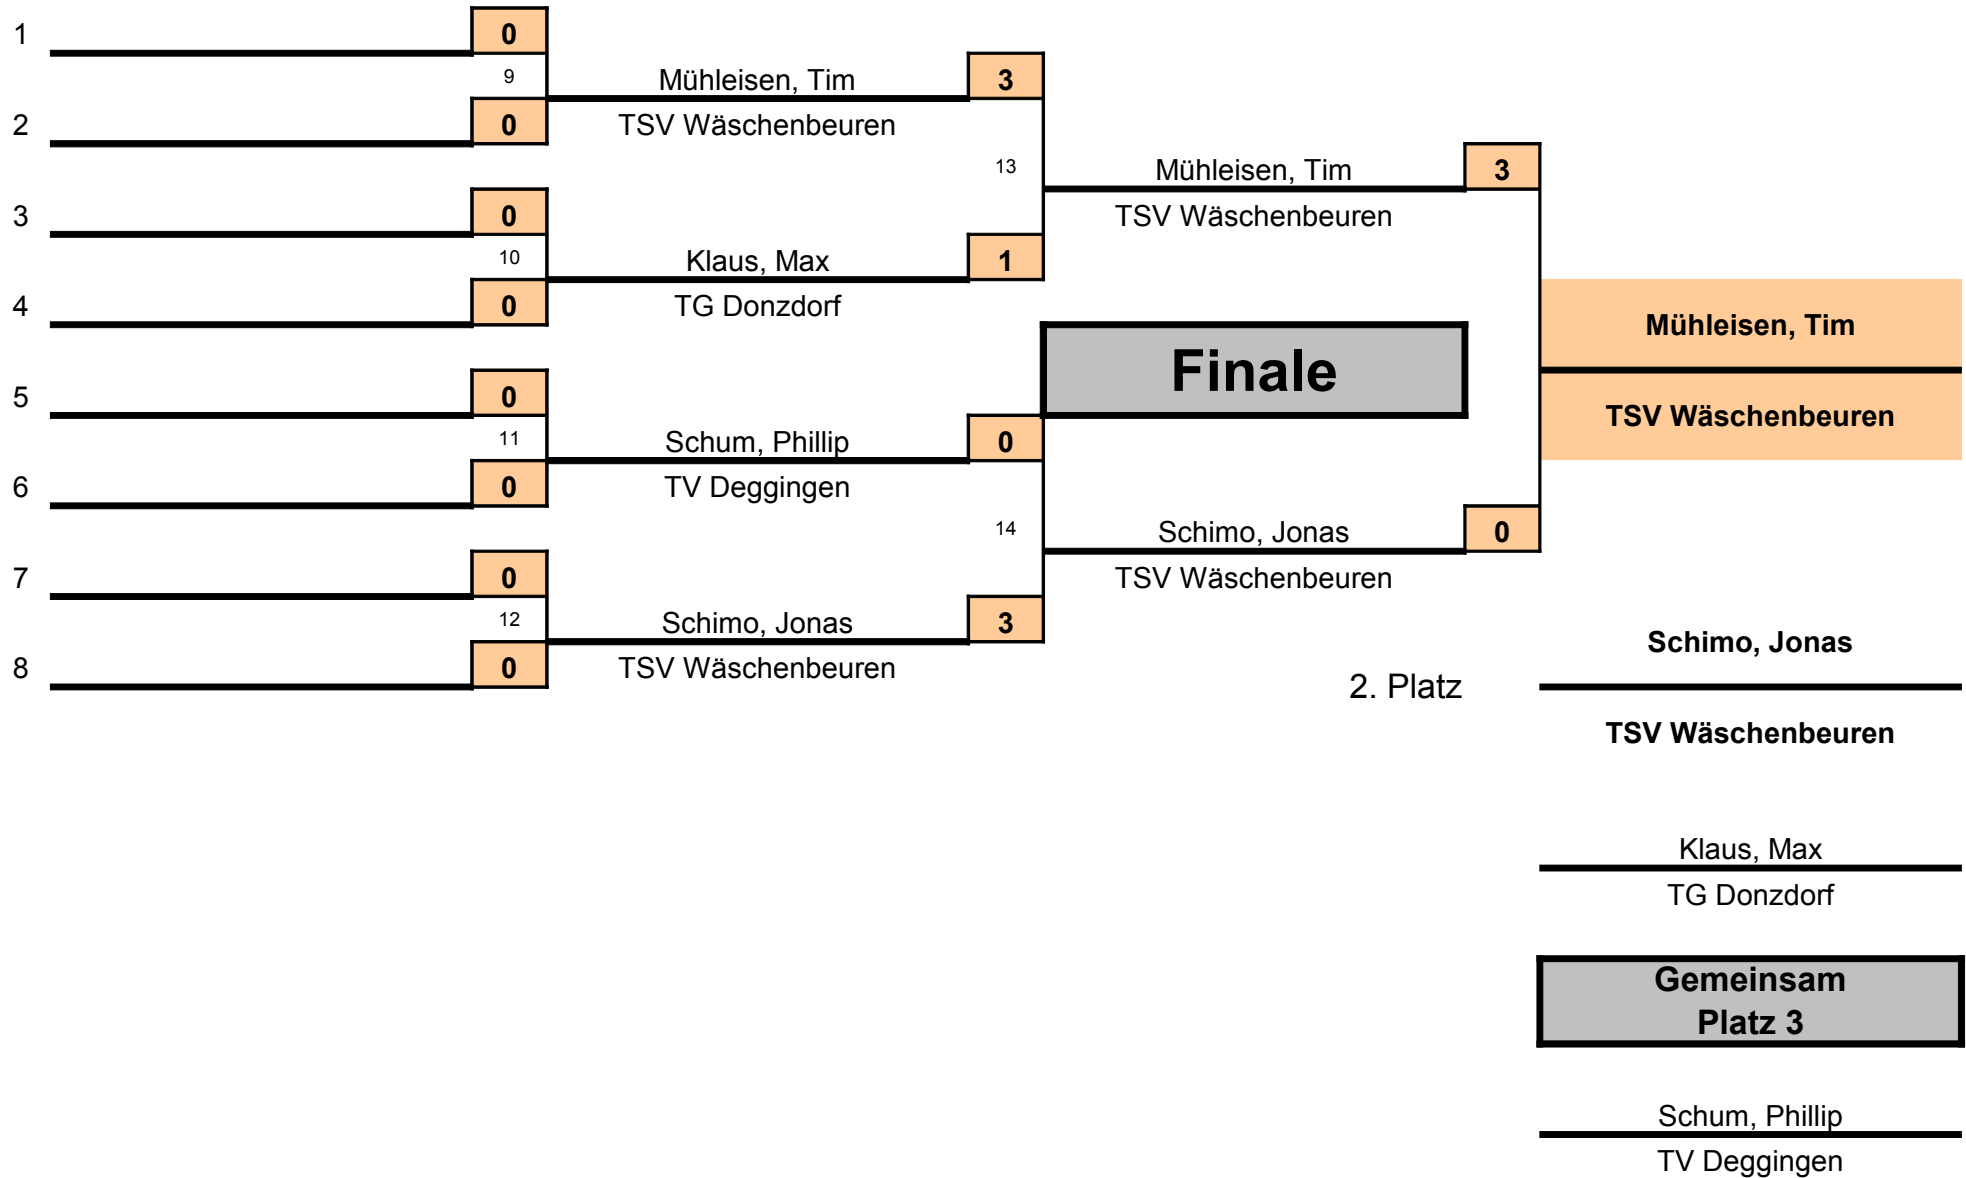 1
0
9
Mühleisen, Tim
3
2
0
TSV Wäschenbeuren
13
Mühleisen, Tim
3
3
0
TSV Wäschenbeuren
10
Klaus, Max
1
4
0
TG Donzdorf
Mühleisen, Tim
Finale
5
0
TSV Wäschenbeuren
11
Schum, Phillip
0
6
0
TV Deggingen
14
Schimo, Jonas
0
7
0
TSV Wäschenbeuren
12
Schimo, Jonas
3
Schimo, Jonas
8
0
TSV Wäschenbeuren
2. Platz
TSV Wäschenbeuren
Klaus, Max
TG Donzdorf
Gemeinsam
Platz 3
Schum, Phillip
TV Deggingen